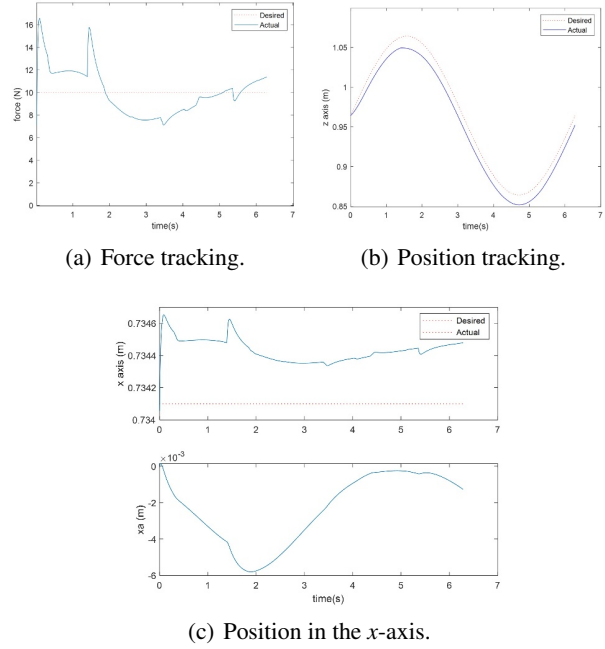 Desired
Actual
16
14
12
10
8
6
4
2
0
force (N)
1 2 3 4 5 6 7
time(s)
(a) Force tracking.
Desired
Actual
1.05
1
0.95
0.9
0.85
z axis (m)
0 1 2 3 4 5 6 7
time(s)
(b) Position tracking.
Desired
Actual
0.7346
0.7344
0.7342
0.734
x axis (m)
0 1 2 3 4 5 6 7
× 10-3
0
-2
-4
-6
xa (m)
0 1 2 3 4 5 6 7
time(s)
(c) Position in the x-axis.